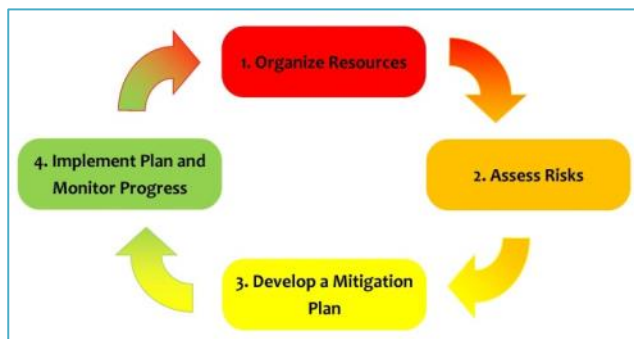 1. Organize Resources
2. Assess Risks
3. Develop a Mitigation
Plan
4. Implement Plan and
Monitor Progress